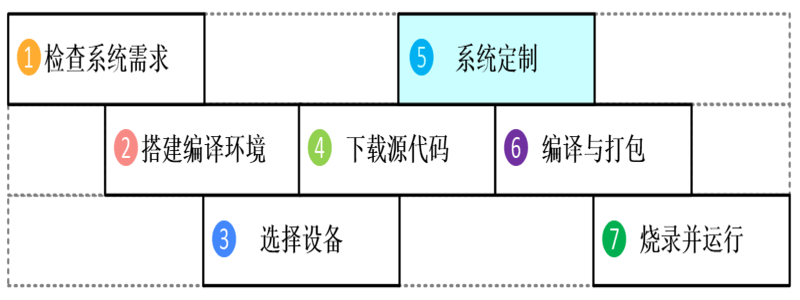 1 检查系统需求
5 系统定制
2 搭建编译环境
4 下载源代码
6 编译与打包
3 选择设备
7 烧录并运行